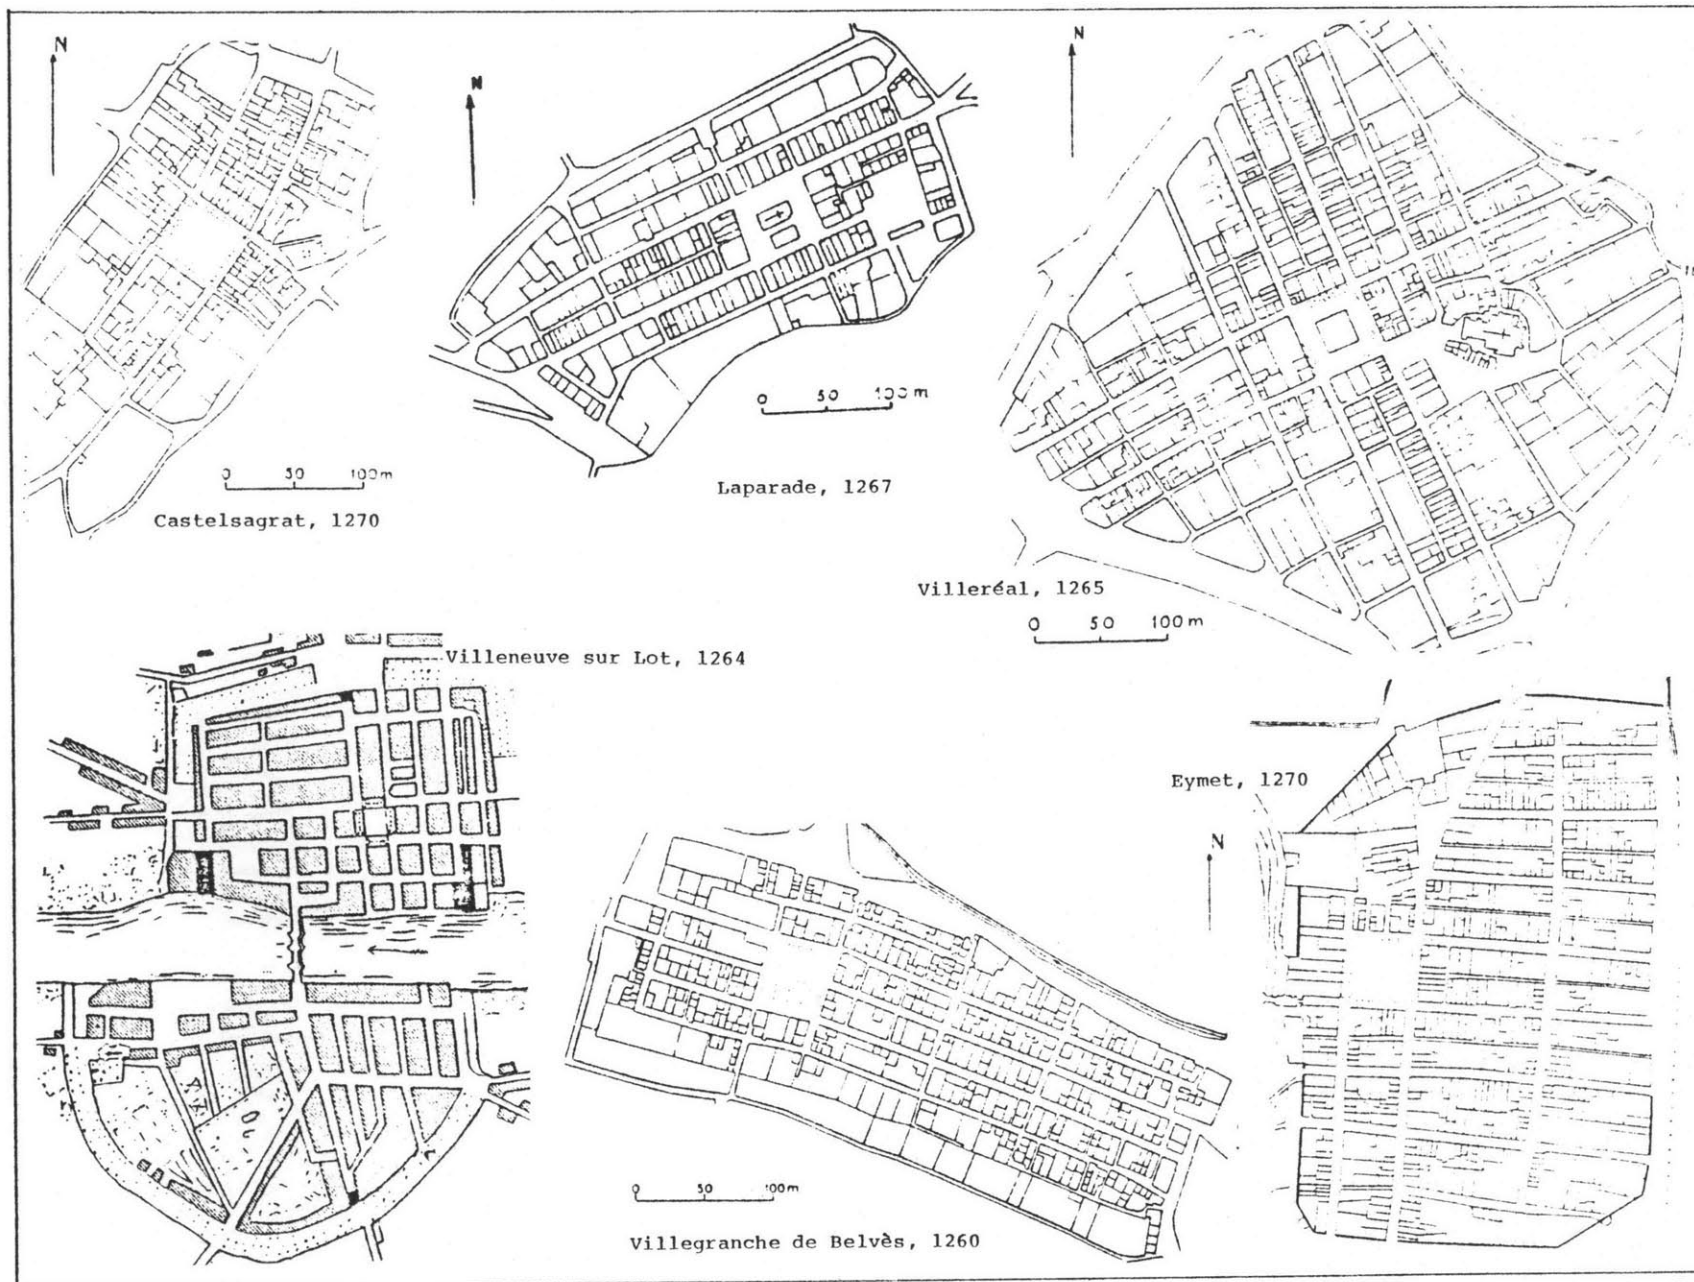 N
0 50 100m
Castelsagrat, 1270
N
0 50 100m
Laparade, 1267
N
Villeréal, 1265
0 50 100m
Villeneuve sur Lot, 1264
0 50 100m
Villegranche de Belvès, 1260
Eymet, 1270
N